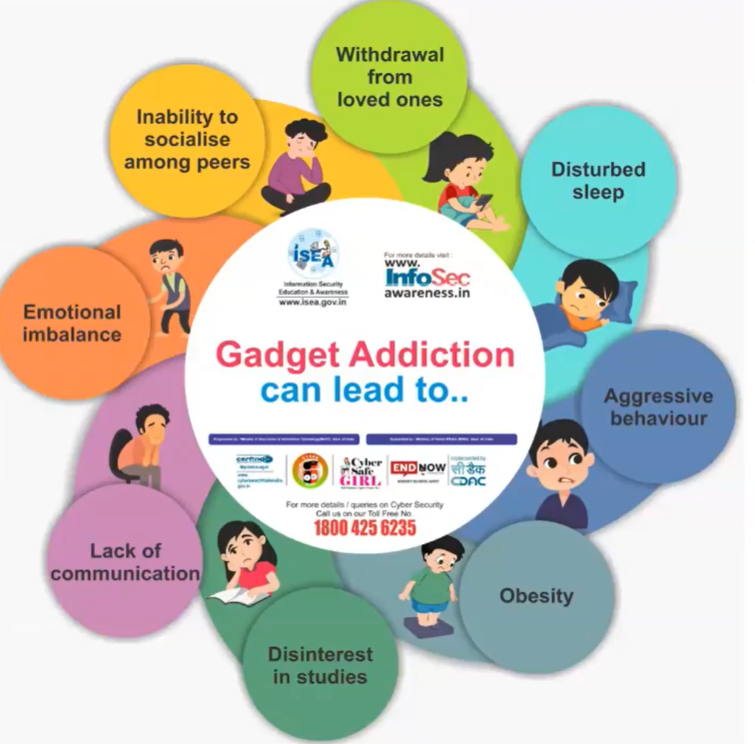 Withdrawal
from
loved ones
Inability to
socialise
among peers
Disturbed
sleep
Emotional
imbalance
Aggressive
behaviour
Lack of
communication
Obesity
Disinterest
in studies
ISEA
Information Security
Education & Awareness
www.isea.gov.in
For more details visit :
www.
InfoSec
awareness.in
Gadget Addiction
can lead to..
Cyber
Safe
GIRL
END NOW
सी डैक
CDAC
For more details / queries on Cyber Security
Call us on our Toll Free No.
1800 425 6235